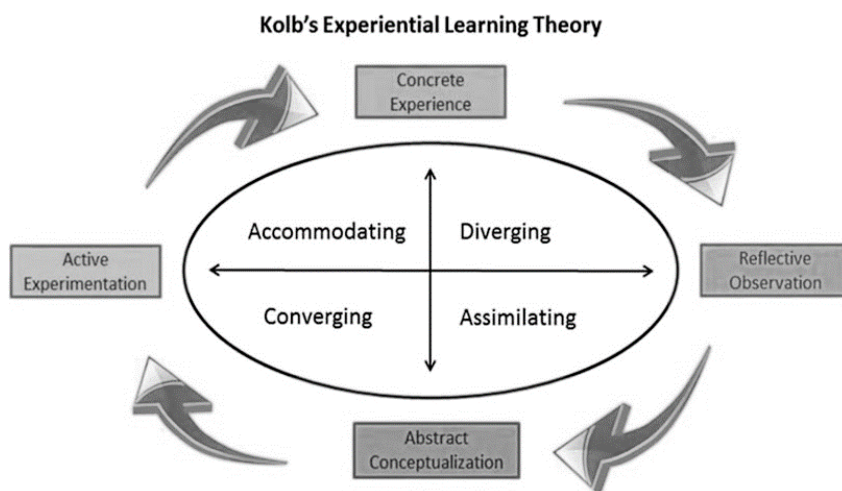 Kolb's Experiential Learning Theory
Concrete
Experience
Accommodating
Diverging
Active
Experimentation
Reflective
Observation
Converging
Assimilating
Abstract
Conceptualization